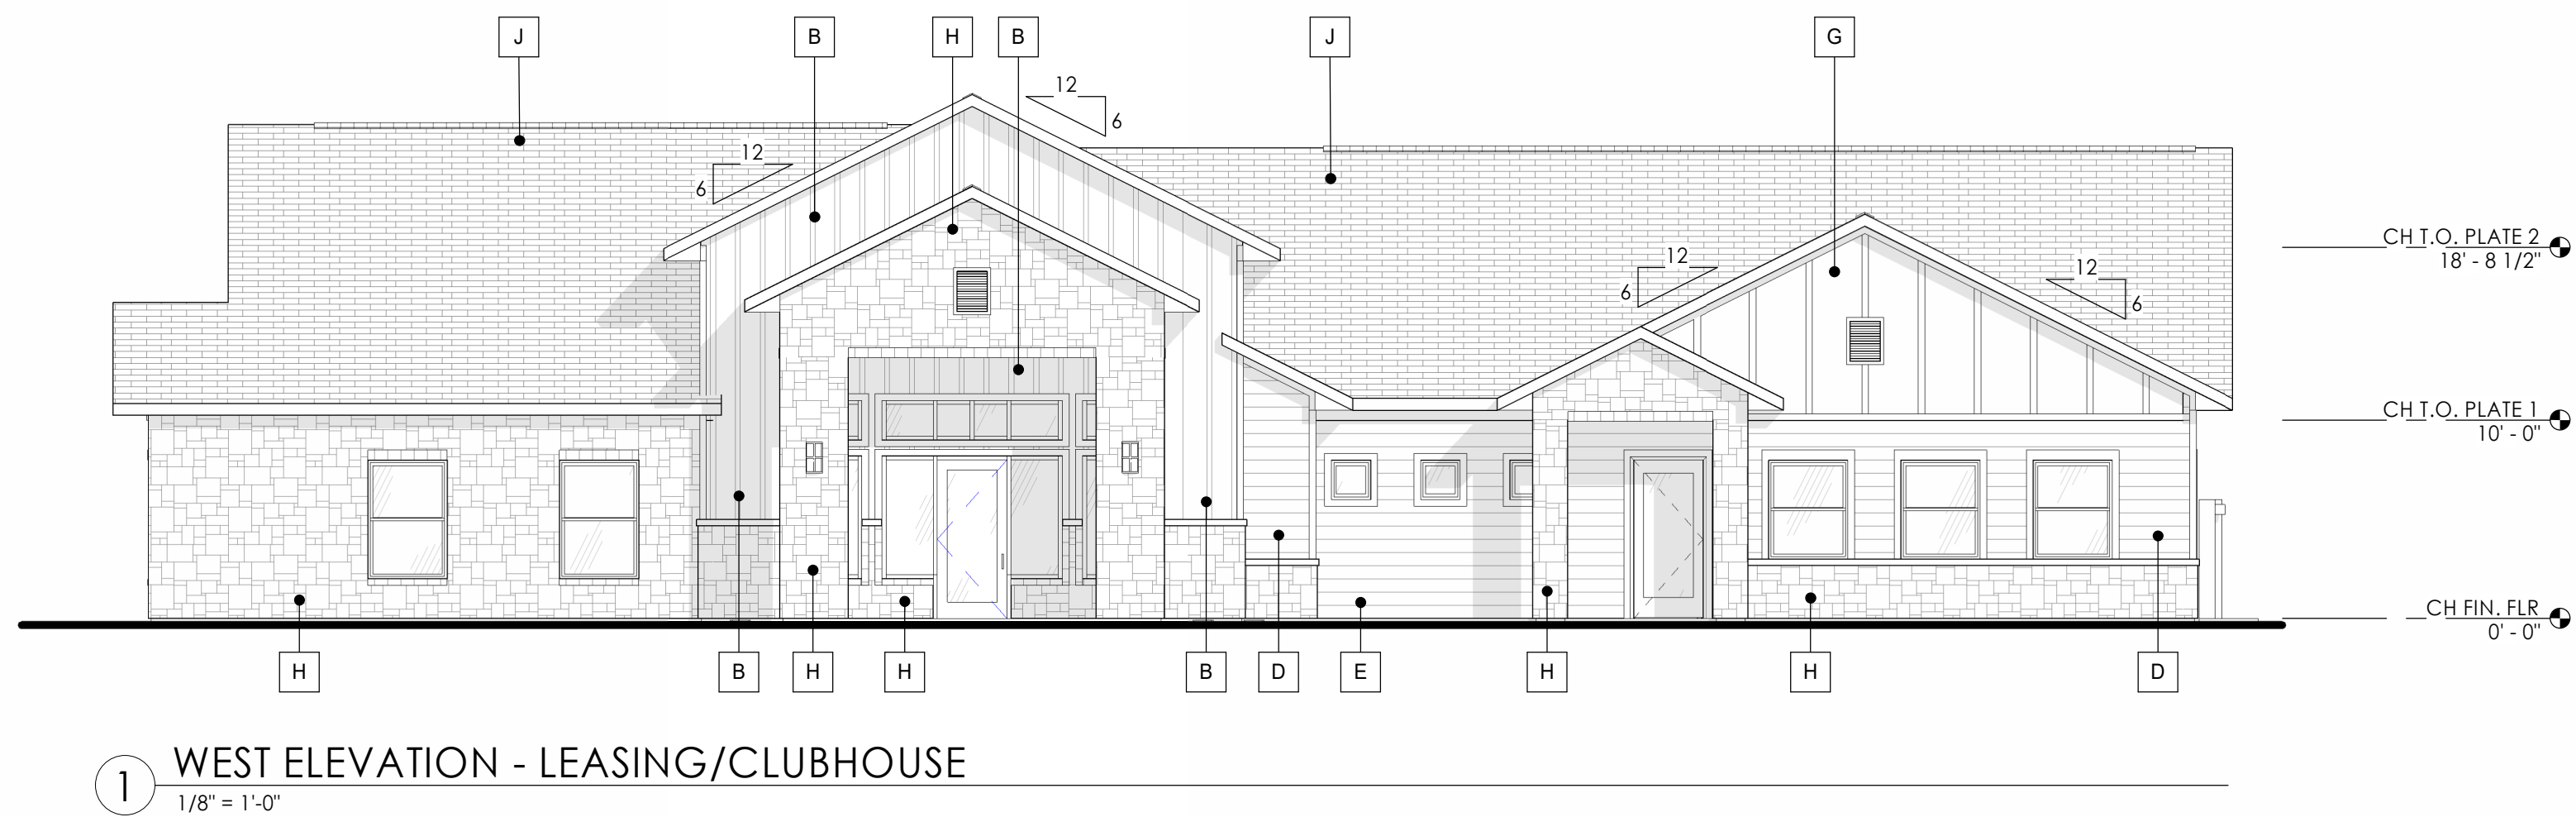 J
B
H
B
J
G
12
6
12
6
12
6
12
6
CH T.O. PLATE 2
18' - 8 1/2"
CH T.O. PLATE 1
10' - 0"
CH FIN. FLR
0' - 0"
H
B
H
H
B
D
E
H
H
D
1
WEST ELEVATION - LEASING/CLUBHOUSE
1/8" = 1'-0"